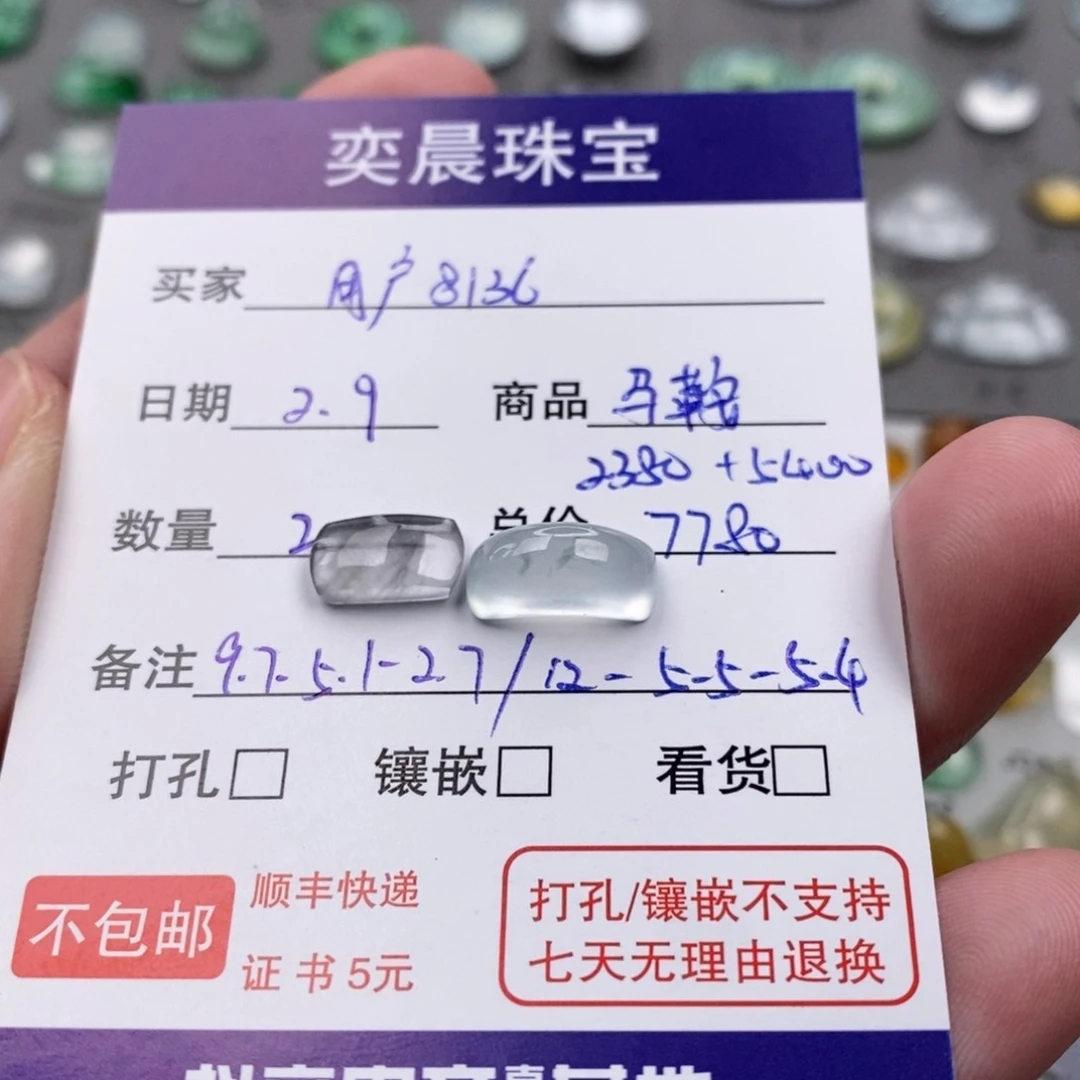 奕晨珠宝
买家 用户8136
日期 2.9 商品 马鞍
2380 + 5400
数量 2 总价 7780
备注 9.7-5.1-2.7/12-5.5-5.4
打孔□ 镶嵌□ 看货□
不包邮 顺丰快递 证书5元
打孔/镶嵌不支持
七天无理由退换